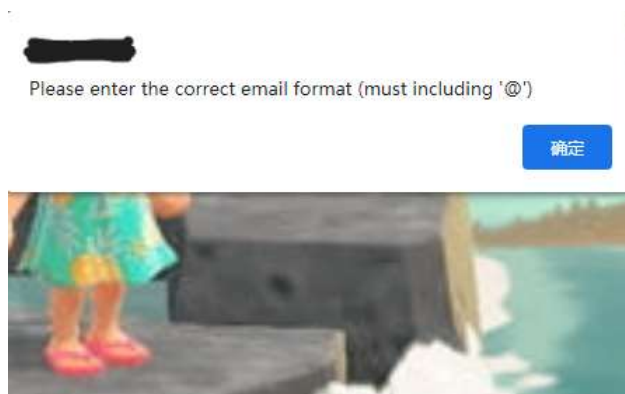 Please enter the correct email format (must including '@')
确定